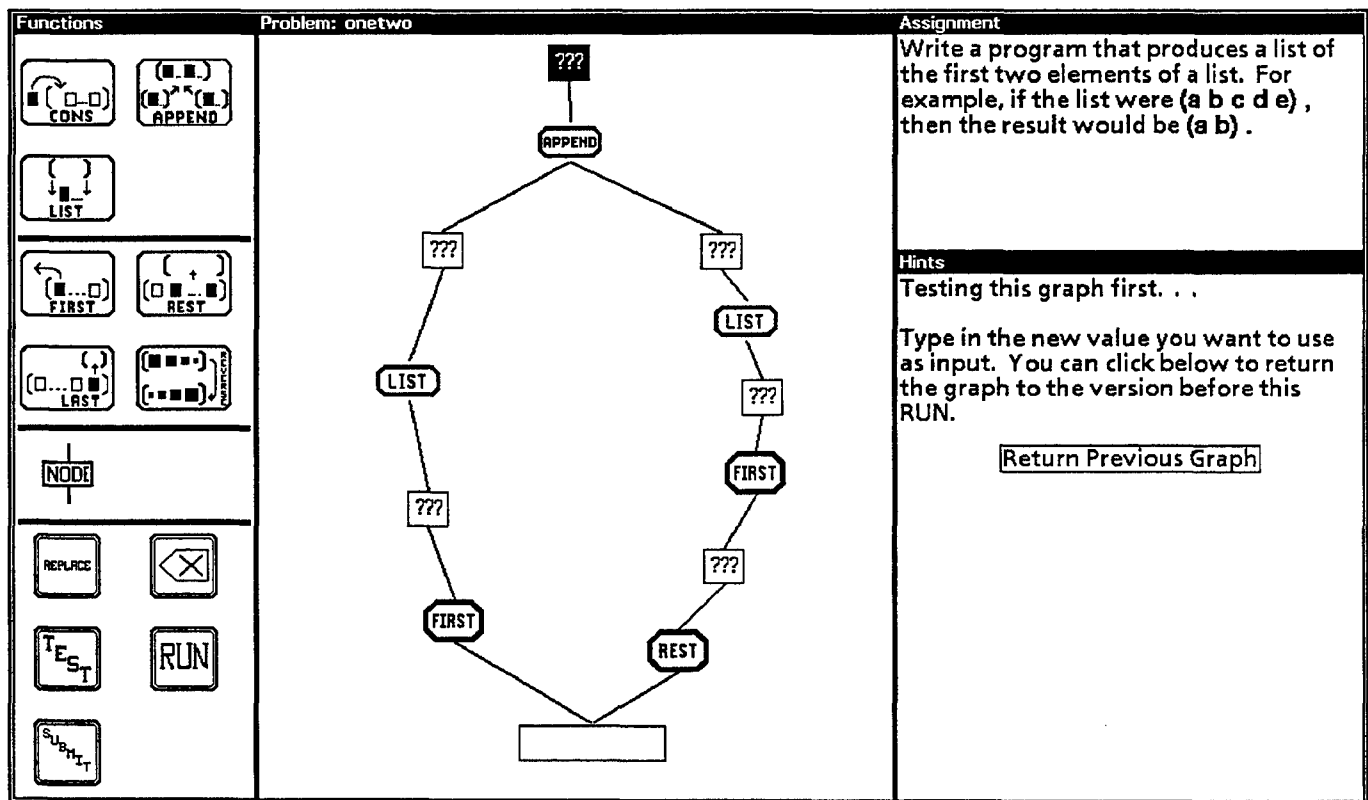 Functions
Problem: onetwo
Assignment
CONS
APPEND
LIST
FIRST
REST
LAST
REVERSE
NODE
REPLACE
TEST
RUN
SUBMIT
???
APPEND
???
???
LIST
LIST
???
FIRST
???
???
FIRST
REST
Write a program that produces a list of
the first two elements of a list. For
example, if the list were (a b c d e) ,
then the result would be (a b) .
Hints
Testing this graph first. . .
Type in the new value you want to use
as input. You can click below to return
the graph to the version before this
RUN.
Return Previous Graph